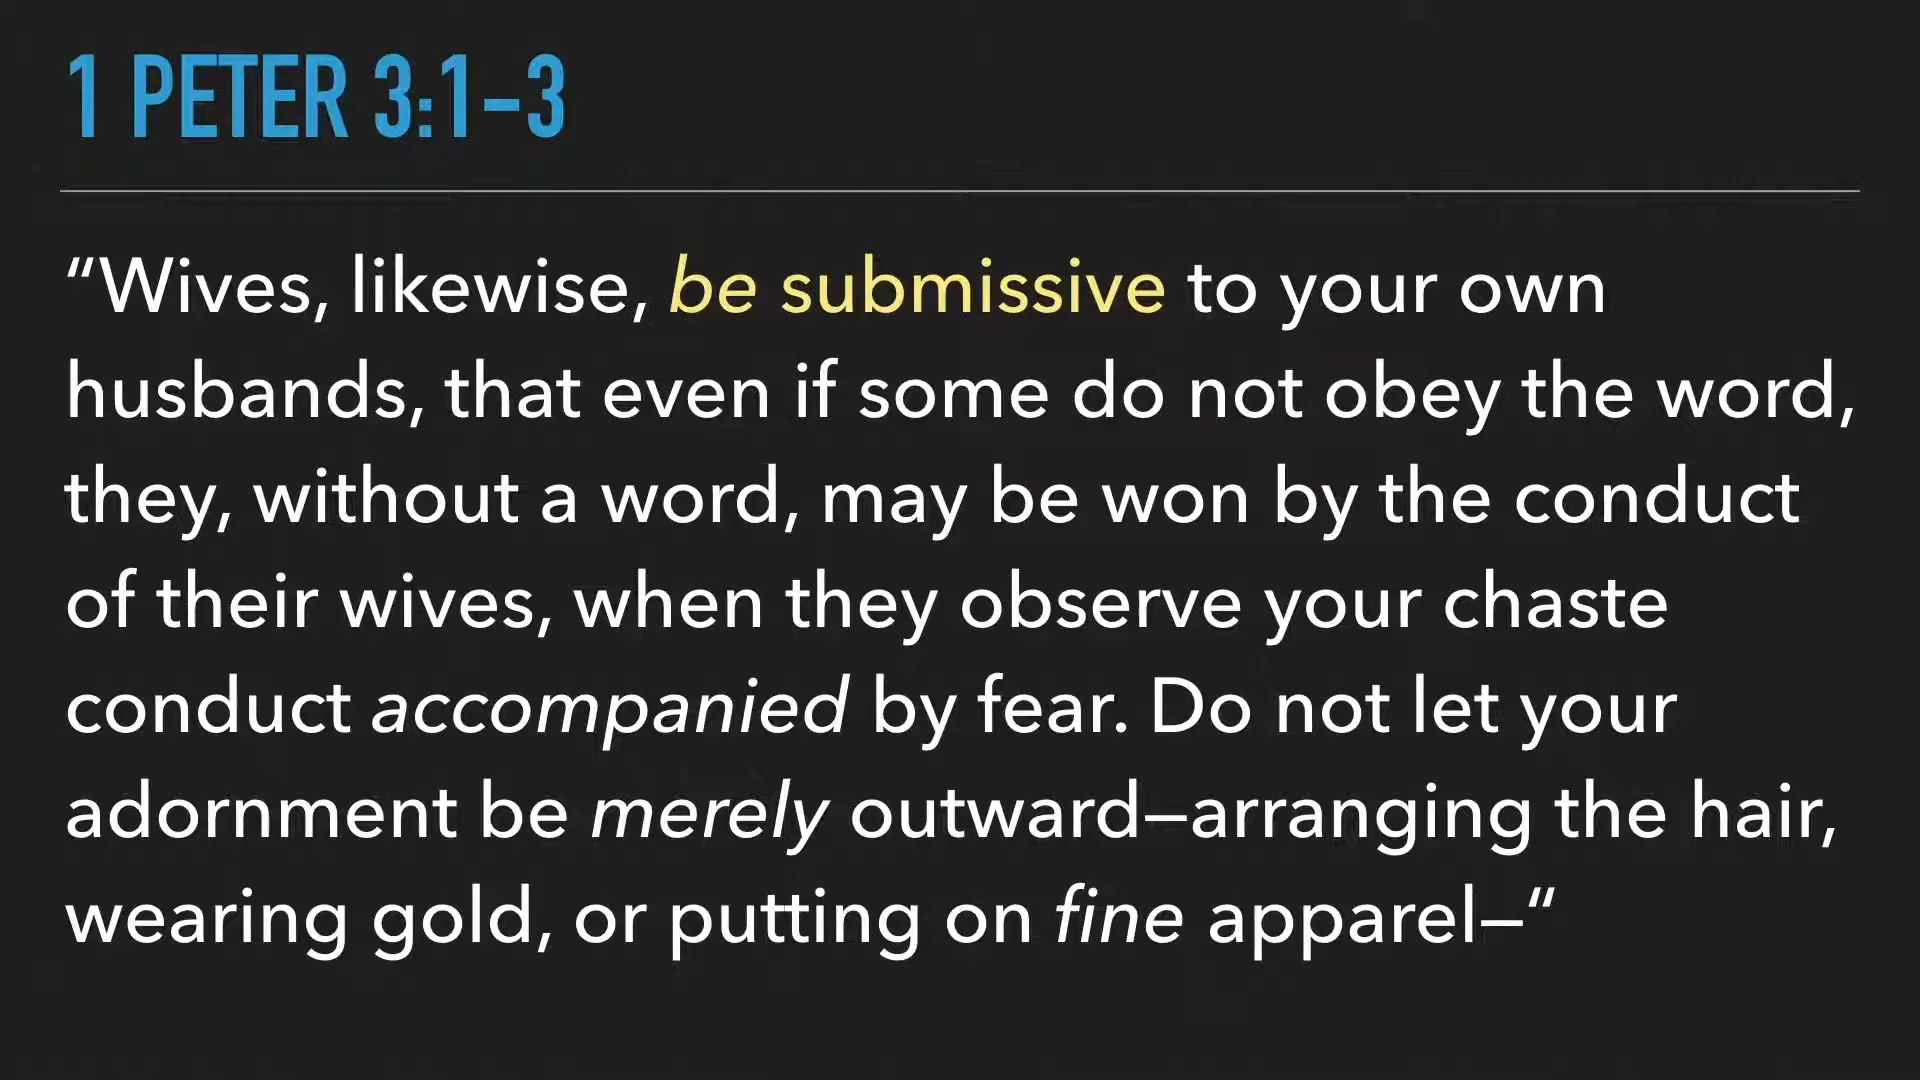 1 PETER 3:1–3
“Wives, likewise, be submissive to your own
husbands, that even if some do not obey the word,
they, without a word, may be won by the conduct
of their wives, when they observe your chaste
conduct accompanied by fear. Do not let your
adornment be merely outward—arranging the hair,
wearing gold, or putting on fine apparel—“